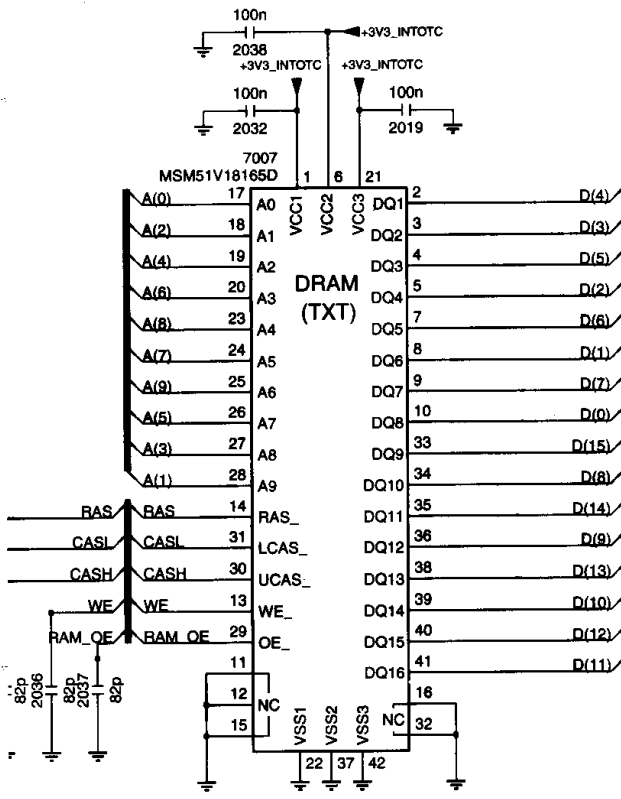 100n
2038
+3V3_INTOTC
+3V3_INTOTC +3V3_INTOTC
100n 100n
2032 2019
7007
MSM51V18165D 1 6 21
VCC1 VCC2 VCC3
DRAM
(TXT)
A(0) 17 A0 DQ1 2 D(4)
A(2) 18 A1 DQ2 3 D(3)
A(4) 19 A2 DQ3 4 D(5)
A(6) 20 A3 DQ4 5 D(2)
A(8) 23 A4 DQ5 7 D(6)
A(7) 24 A5 DQ6 8 D(1)
A(9) 25 A6 DQ7 9 D(7)
A(5) 26 A7 DQ8 10 D(0)
A(3) 27 A8 DQ9 33 D(15)
A(1) 28 A9 DQ10 34 D(8)
RAS RAS 14 RAS_ DQ11 35 D(14)
CASL CASL 31 LCAS_ DQ12 36 D(9)
CASH CASH 30 UCAS_ DQ13 38 D(13)
WE WE 13 WE_ DQ14 39 D(10)
RAM_OE RAM_OE 29 OE_ DQ15 40 D(12)
DQ16 41 D(11)
82p 2036 82p 2037 82p
11
12 NC
15
16
NC 32
VSS1 VSS2 VSS3
22 37 42